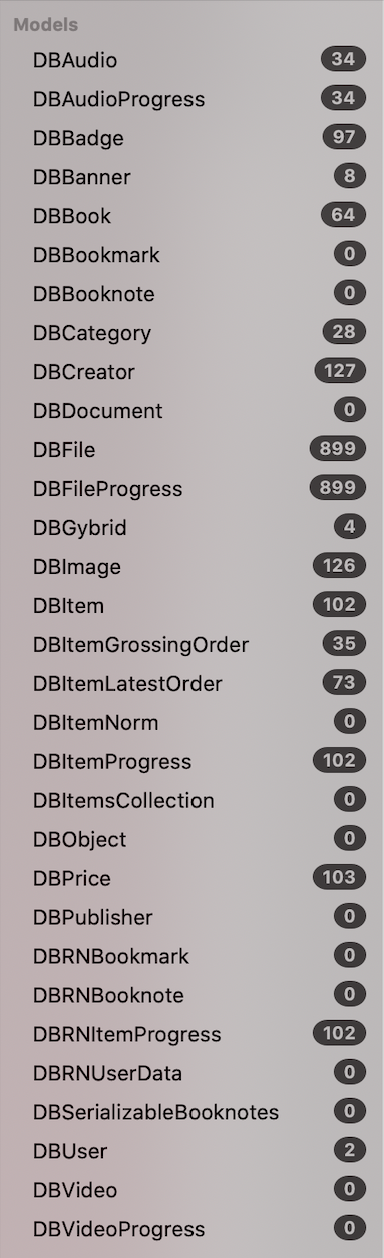 Models
DBAudio 34
DBAudioProgress 34
DBBadge 97
DBBanner 8
DBBook 64
DBBookmark 0
DBBooknote 0
DBCategory 28
DBCreator 127
DBDocument 0
DBFile 899
DBFileProgress 899
DBGybrid 4
DBImage 126
DBItem 102
DBItemGrossingOrder 35
DBItemLatestOrder 73
DBItemNorm 0
DBItemProgress 102
DBItemsCollection 0
DBObject 0
DBPrice 103
DBPublisher 0
DBRNBookmark 0
DBRNBooknote 0
DBRNItemProgress 102
DBRNUserData 0
DBSerializableBooknotes 0
DBUser 2
DBVideo 0
DBVideoProgress 0